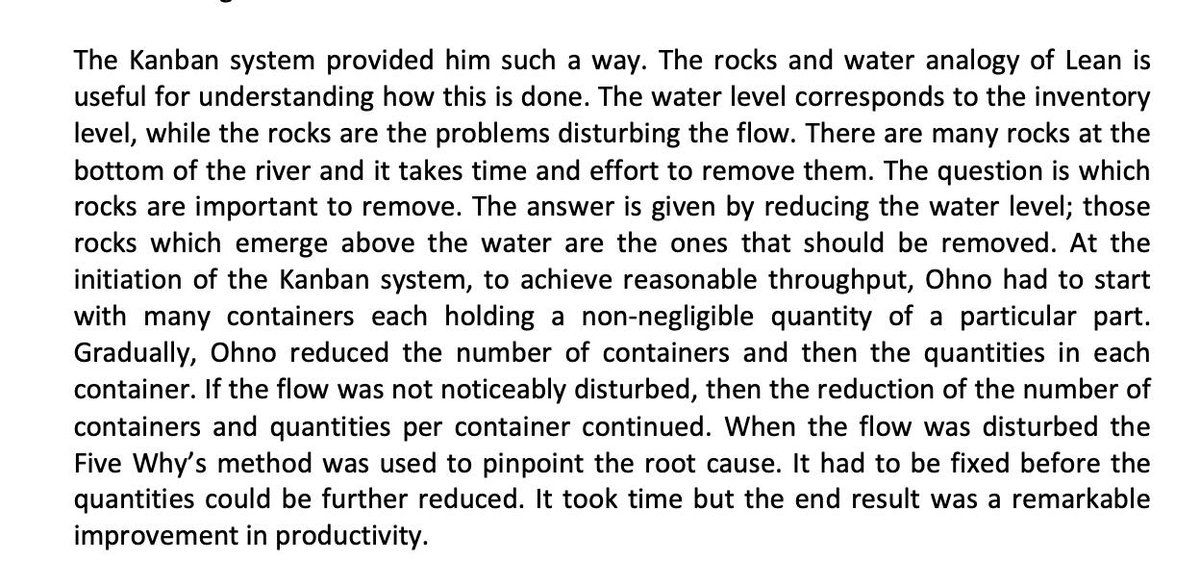 The Kanban system provided him such a way. The rocks and water analogy of Lean is
useful for understanding how this is done. The water level corresponds to the inventory
level, while the rocks are the problems disturbing the flow. There are many rocks at the
bottom of the river and it takes time and effort to remove them. The question is which
rocks are important to remove. The answer is given by reducing the water level; those
rocks which emerge above the water are the ones that should be removed. At the
initiation of the Kanban system, to achieve reasonable throughput, Ohno had to start
with many containers each holding a non-negligible quantity of a particular part.
Gradually, Ohno reduced the number of containers and then the quantities in each
container. If the flow was not noticeably disturbed, then the reduction of the number of
containers and quantities per container continued. When the flow was disturbed the
Five Why’s method was used to pinpoint the root cause. It had to be fixed before the
quantities could be further reduced. It took time but the end result was a remarkable
improvement in productivity.